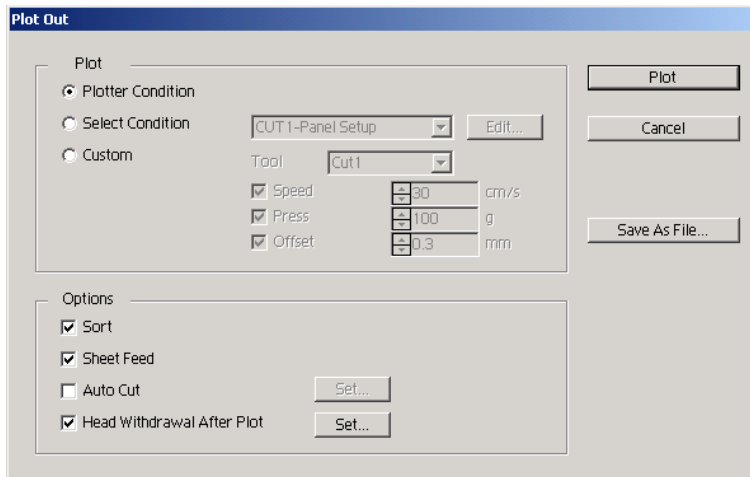 Plot Out
Plot
Plotter Condition
Select Condition CUT1-Panel Setup Edit...
Custom Tool Cut1
Speed 30 cm/s
Press 100 g
Offset 0.3 mm
Plot
Cancel
Save As File...
Options
Sort
Sheet Feed
Auto Cut Set...
Head Withdrawal After Plot Set...